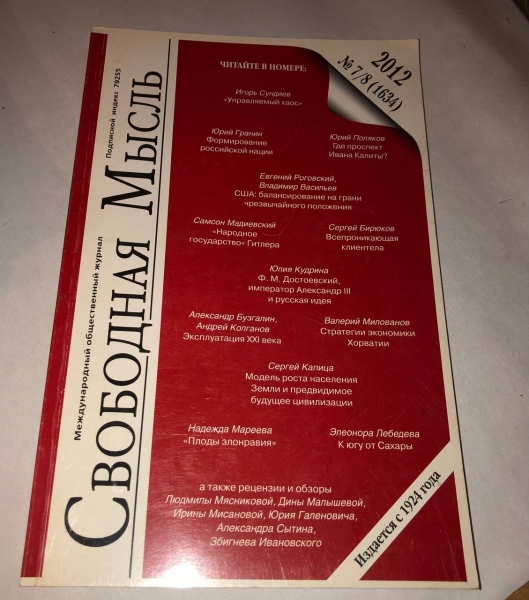 Подписной индекс 79255
Международный общественный журнал
Свободная Мысль
2012
№ 7/8 (1634)
ЧИТАЙТЕ В НОМЕРЕ:
Игорь Сундиев
«Управляемый хаос»
Юрий Гранин
Формирование
российской нации
Юрий Поляков
Где проспект
Ивана Калиты?
Евгений Роговский,
Владимир Васильев
США: балансирование на грани
чрезвычайного положения
Самсон Мадиевский
«Народное
государство» Гитлера
Сергей Бирюков
Всепроникающая
клиентела
Юлия Кудрина
Ф. М. Достоевский,
император Александр III
и русская идея
Александр Бузгалин,
Андрей Колганов
Эксплуатация XXI века
Валерий Милованов
Стратегии экономики
Хорватии
Сергей Капица
Модель роста населения
Земли и предвидимое
будущее цивилизации
Надежда Мареева
«Плоды злонравия»
Элеонора Лебедева
К югу от Сахары
а также рецензии и обзоры
Людмилы Мясниковой, Дины Малышевой,
Ирины Мисановой, Юрия Галеновича,
Александра Сытина,
Збигнева Ивановского
Издается с 1924 года